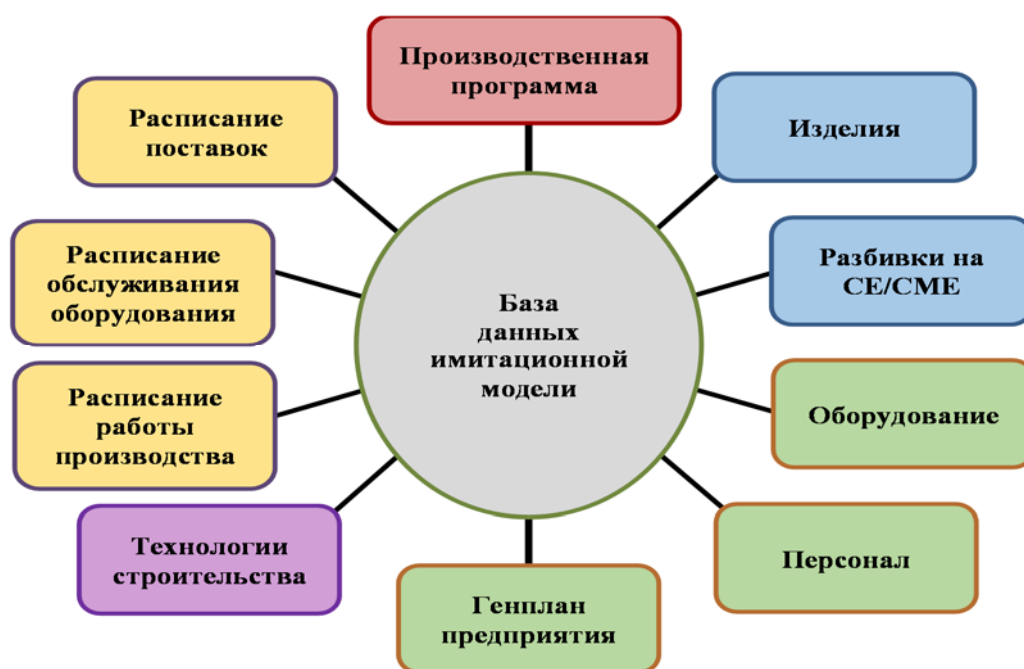 Производственная
программа
Расписание
поставок
Изделия
Расписание
обслуживания
оборудования
Разбивки на
СЕ/СМЕ
База
данных
имитационной
модели
Расписание
работы
производства
Оборудование
Технологии
строительства
Персонал
Генплан
предприятия